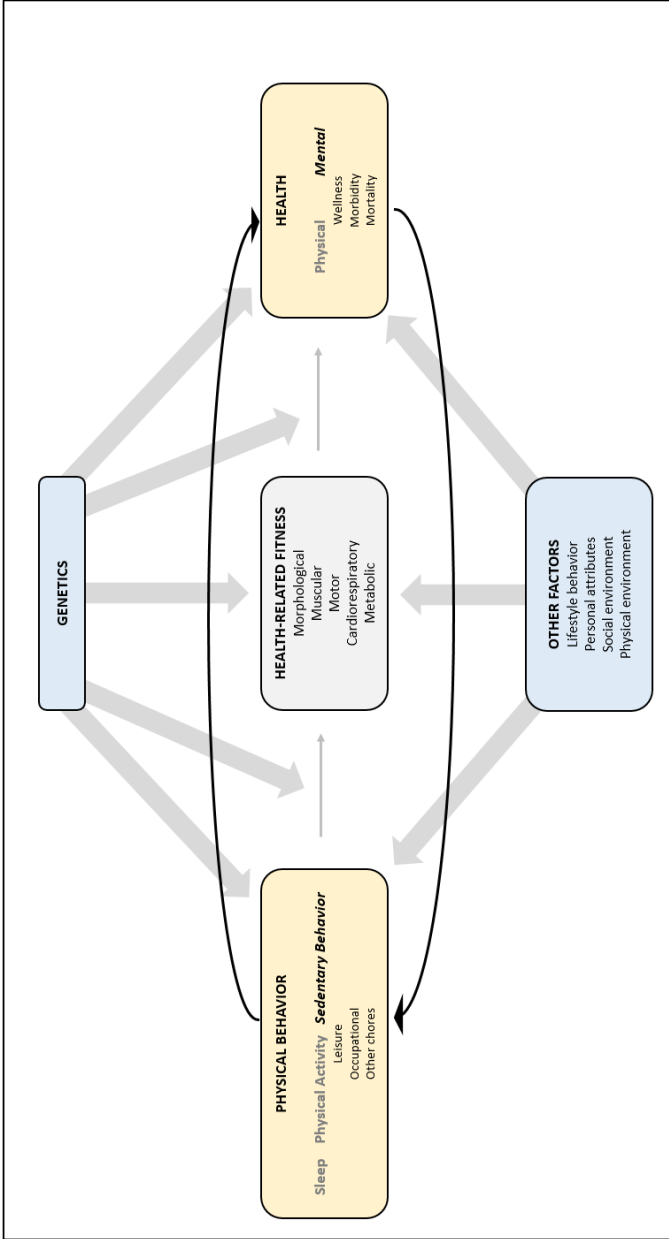 GENETICS
PHYSICAL BEHAVIOR
Sleep Physical Activity Sedentary Behavior
Leisure
Occupational
Other chores
HEALTH-RELATED FITNESS
Morphological
Muscular
Motor
Cardiorespiratory
Metabolic
HEALTH
Physical Mental
Wellness
Morbidity
Mortality
OTHER FACTORS
Lifestyle behavior
Personal attributes
Social environment
Physical environment